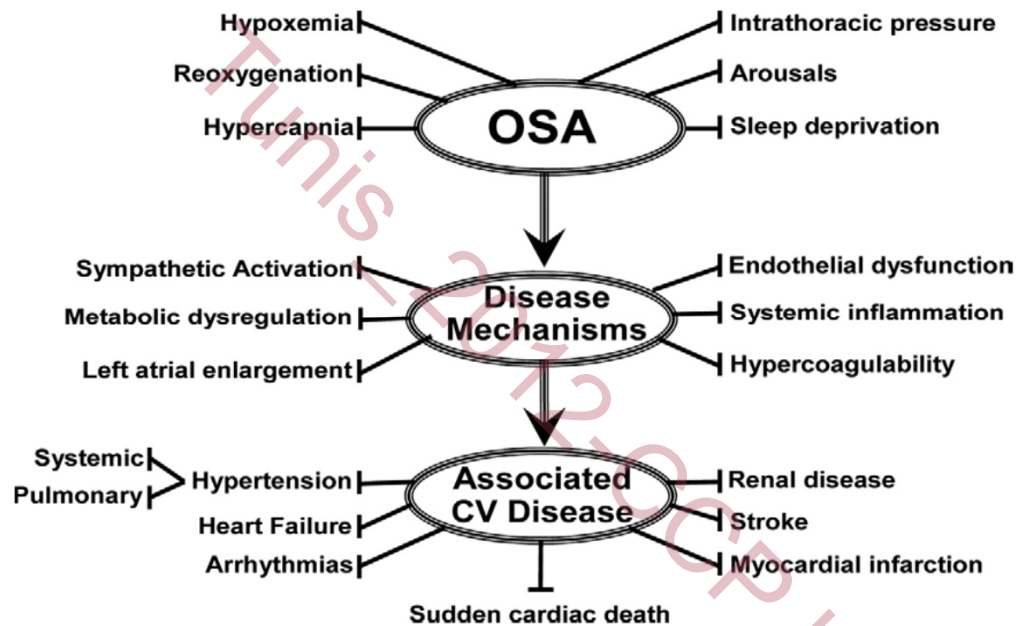 Hypoxemia
Reoxygenation
Hypercapnia
Intrathoracic pressure
Arousals
Sleep deprivation
OSA
Sympathetic Activation
Metabolic dysregulation
Left atrial enlargement
Disease
Mechanisms
Endothelial dysfunction
Systemic inflammation
Hypercoagulability
Systemic
Pulmonary
Hypertension
Heart Failure
Arrhythmias
Associated
CV Disease
Renal disease
Stroke
Myocardial infarction
Sudden cardiac death
Tunis_2012-CCP